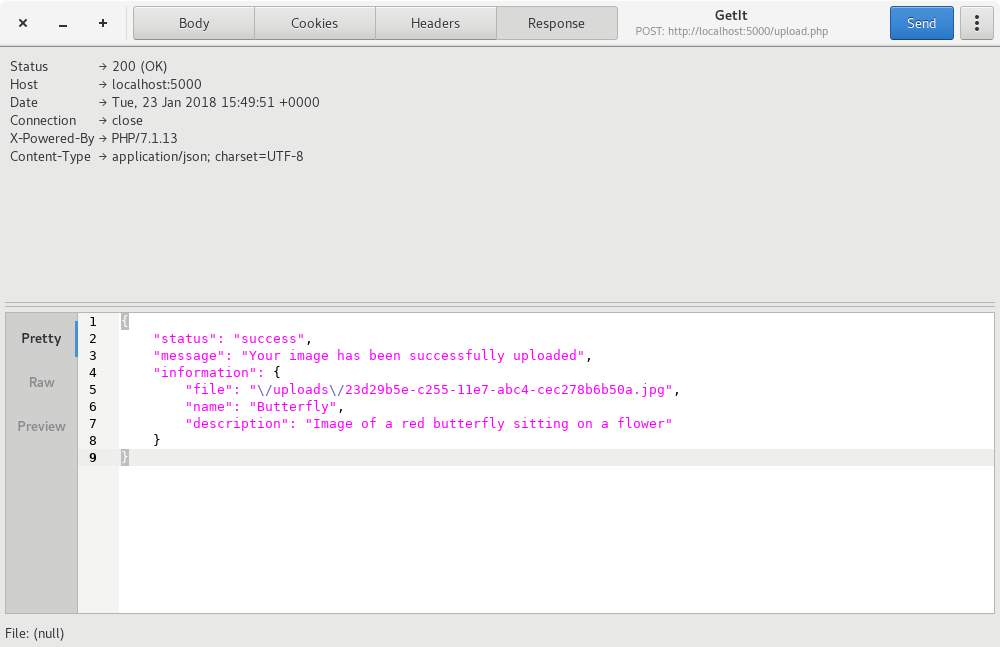 Body Cookies Headers Response GetIt Send
POST: http://localhost:5000/upload.php
Status → 200 (OK)
Host → localhost:5000
Date → Tue, 23 Jan 2018 15:49:51 +0000
Connection → close
X-Powered-By → PHP/7.1.13
Content-Type → application/json; charset=UTF-8
Pretty
Raw
Preview
1 {
2     "status": "success",
3     "message": "Your image has been successfully uploaded",
4     "information": {
5         "file": "\/uploads\/23d29b5e-c255-11e7-abc4-cec278b6b50a.jpg",
6         "name": "Butterfly",
7         "description": "Image of a red butterfly sitting on a flower"
8     }
9 }
File: (null)